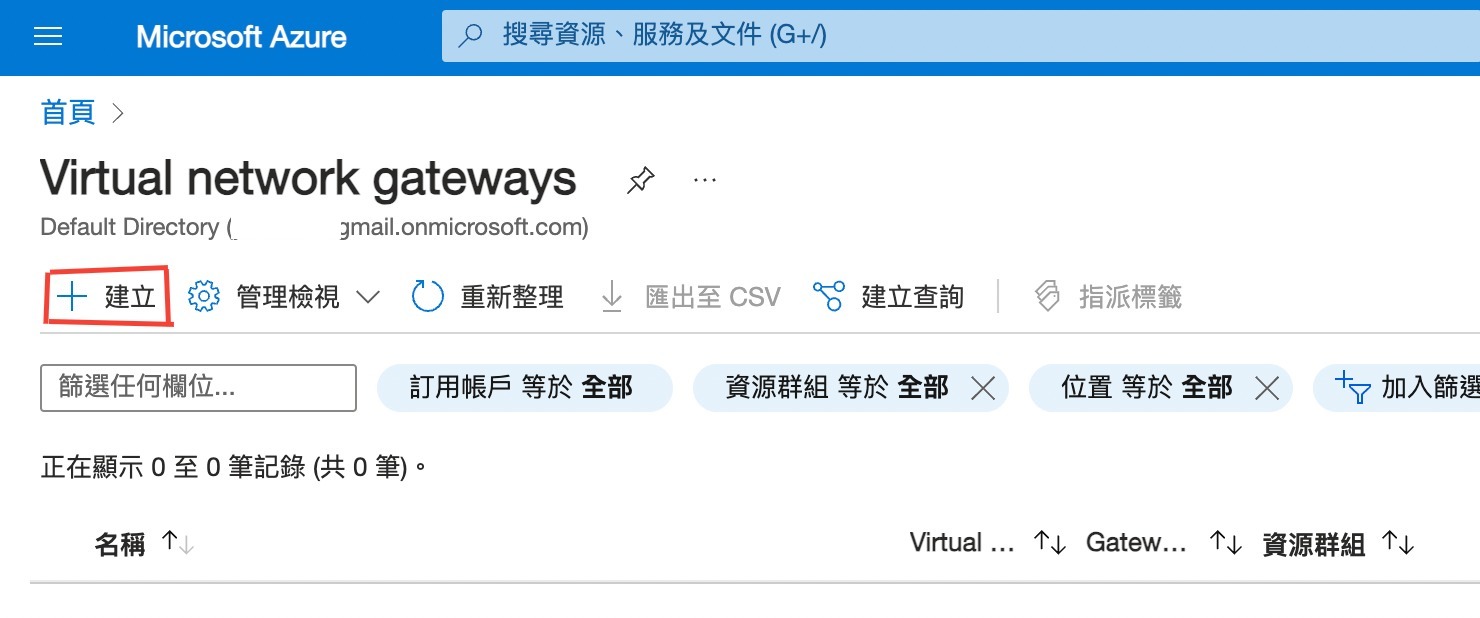 Microsoft Azure
搜尋資源、服務及文件 (G+/)
首頁
Virtual network gateways
Default Directory ( gmail.onmicrosoft.com)
建立 管理檢視 重新整理 匯出至 CSV 建立查詢 指派標籤
篩選任何欄位... 訂用帳戶 等於 全部 資源群組 等於 全部 位置 等於 全部 加入篩選
正在顯示 0 至 0 筆記錄 (共 0 筆)。
名稱 Virtual ... Gatew... 資源群組